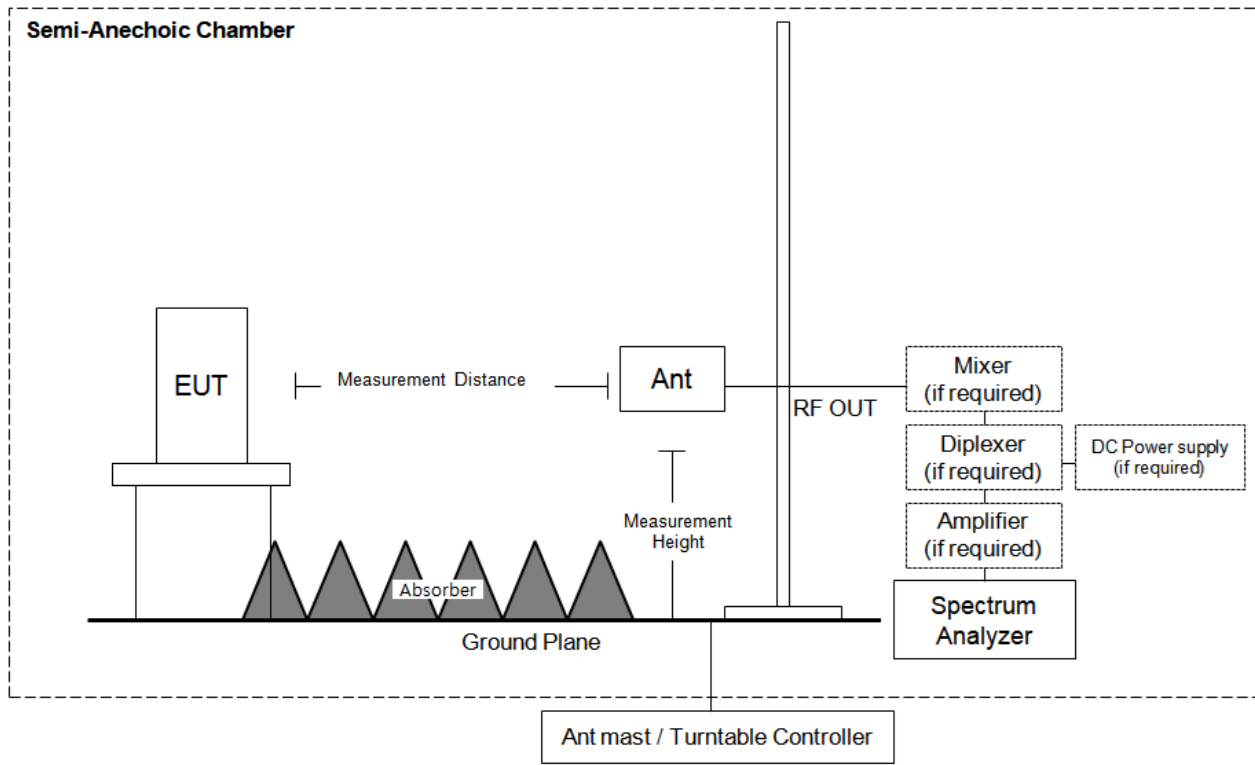 Semi-Anechoic Chamber
EUT
Measurement Distance
Ant
RF OUT
Mixer
(if required)
Diplexer
(if required)
DC Power supply
(if required)
Amplifier
(if required)
Spectrum
Analyzer
Measurement
Height
Absorber
Ground Plane
Ant mast / Turntable Controller